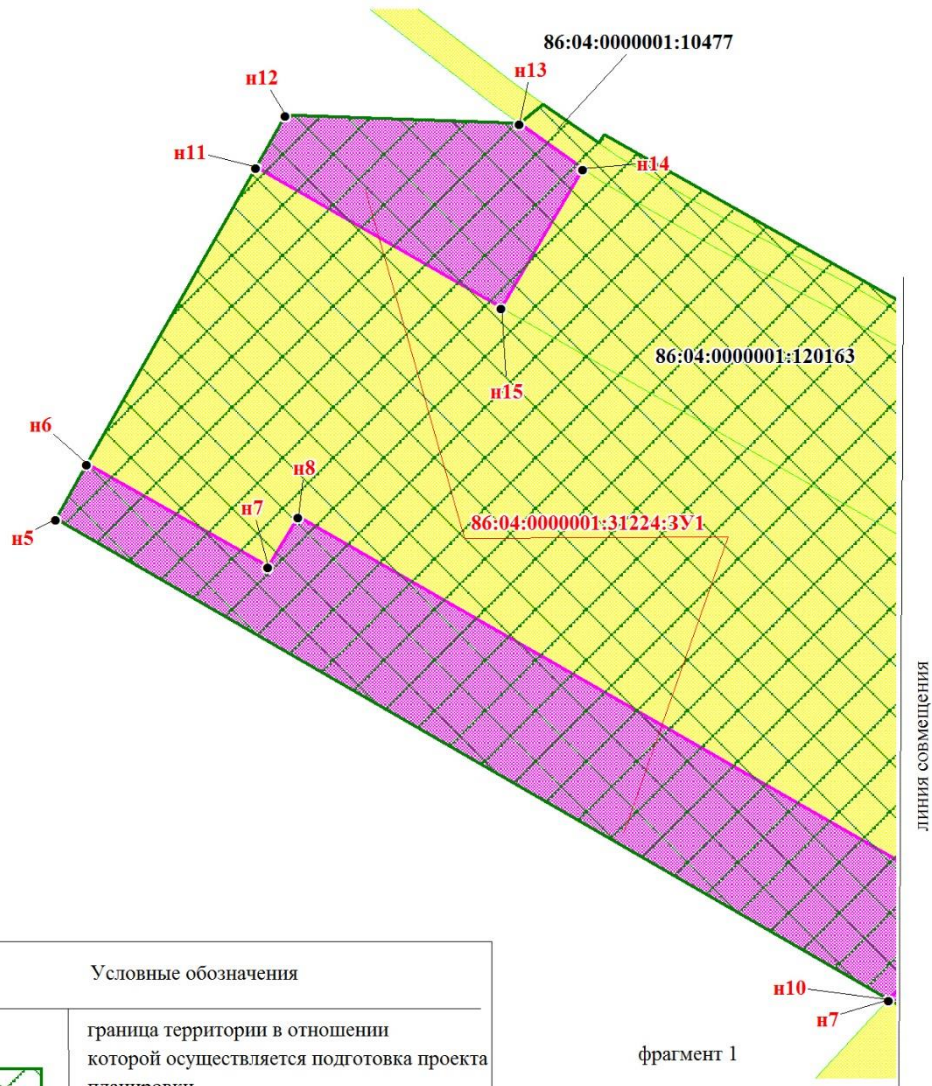 86:04:0000001:10477
н13
н12
н11
н14
86:04:0000001:120163
н15
н6
н8
н7
86:04:0000001:31224:ЗУ1
н5
линия совмещения
Условные обозначения
н10
н7
граница территории в отношении
которой осуществляется подготовка проекта
планировки
фрагмент 1